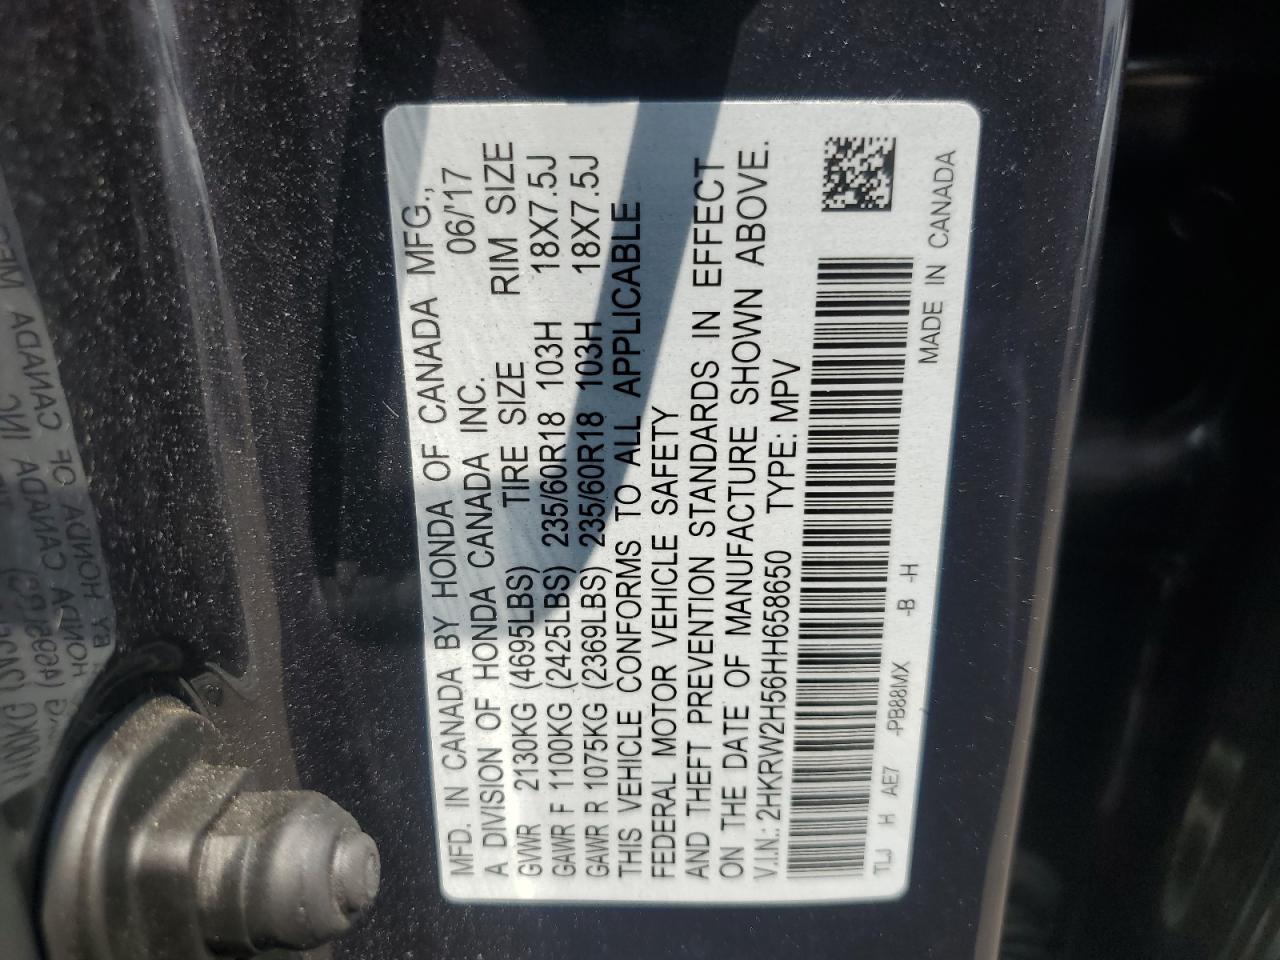 MFD. IN CANADA BY HONDA OF CANADA MFG.,
A DIVISION OF HONDA CANADA INC. 06/'17
GVWR 2130KG (4695LBS) TIRE SIZE RIM SIZE
GAWR F 1100KG (2425LBS) 235/60R18 103H 18X7.5J
GAWR R 1075KG (2369LBS) 235/60R18 103H 18X7.5J
THIS VEHICLE CONFORMS TO ALL APPLICABLE
FEDERAL MOTOR VEHICLE SAFETY
AND THEFT PREVENTION STANDARDS IN EFFECT
ON THE DATE OF MANUFACTURE SHOWN ABOVE.
V.I.N.: 2HKRW2H56HH658650 TYPE: MPV
TLJ H AE7 -PB88MX -B -H
MADE IN CANADA